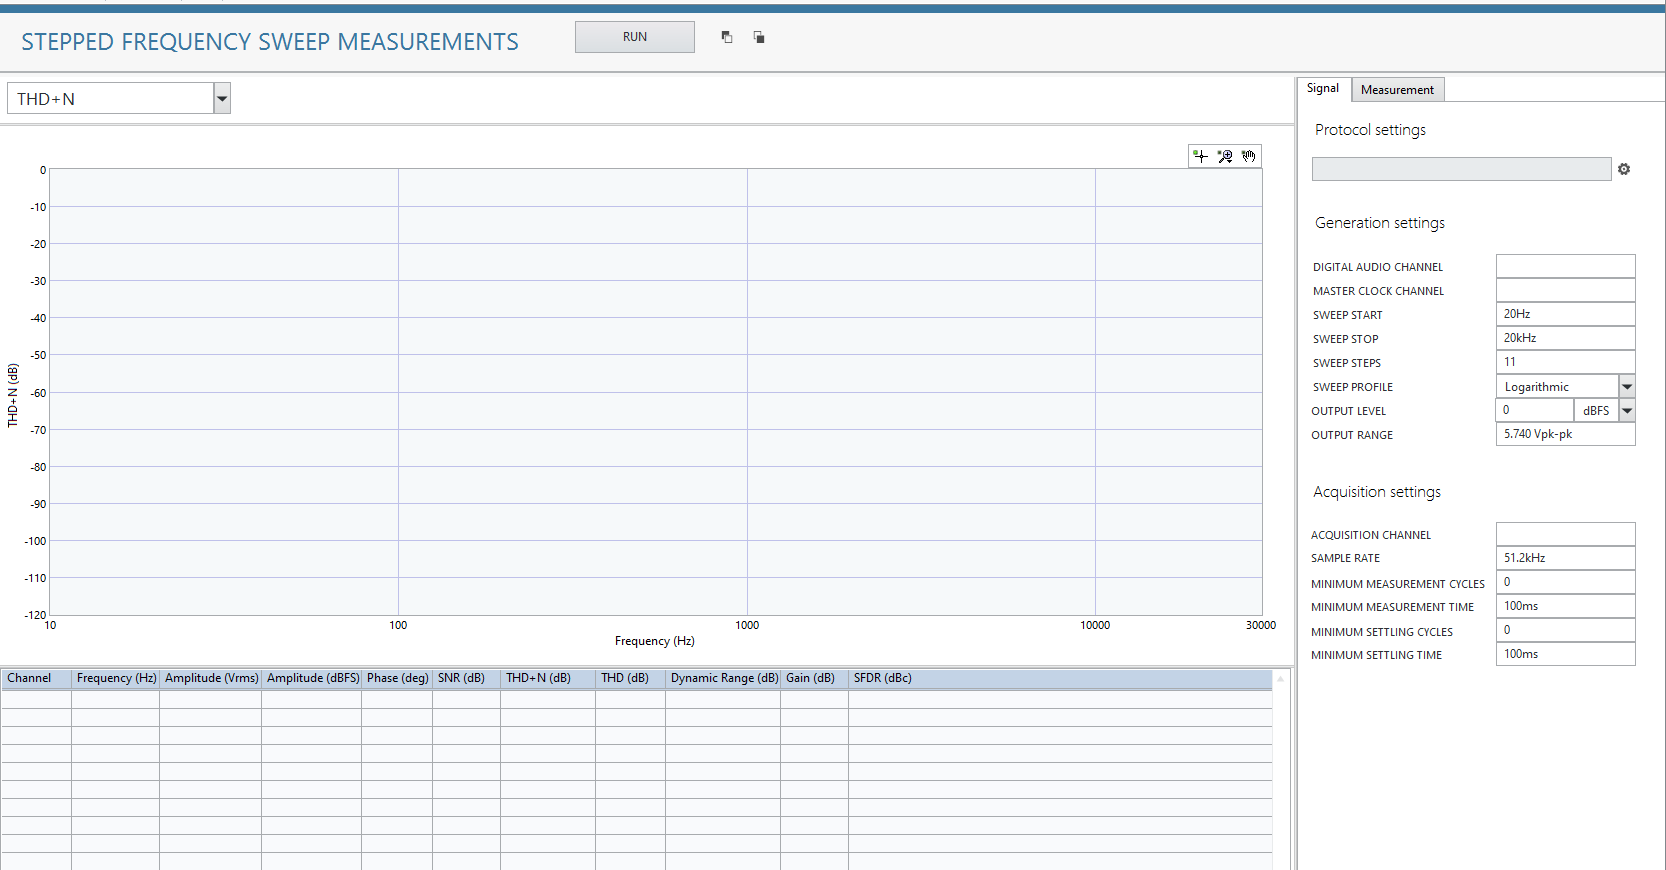 STEPPED FREQUENCY SWEEP MEASUREMENTS
RUN
THD+N
Signal
Measurement
Protocol settings
Generation settings
DIGITAL AUDIO CHANNEL
MASTER CLOCK CHANNEL
SWEEP START 20Hz
SWEEP STOP 20kHz
SWEEP STEPS 11
SWEEP PROFILE Logarithmic
OUTPUT LEVEL 0 dBFS
OUTPUT RANGE 5.740 Vpk-pk
Acquisition settings
ACQUISITION CHANNEL
SAMPLE RATE 51.2kHz
MINIMUM MEASUREMENT CYCLES 0
MINIMUM MEASUREMENT TIME 100ms
MINIMUM SETTLING CYCLES 0
MINIMUM SETTLING TIME 100ms
THD+N (dB)
0
-10
-20
-30
-40
-50
-60
-70
-80
-90
-100
-110
-120
10 100 1000 10000 30000
Frequency (Hz)
Channel Frequency (Hz) Amplitude (Vrms) Amplitude (dBFS) Phase (deg) SNR (dB) THD+N (dB) THD (dB) Dynamic Range (dB) Gain (dB) SFDR (dBc)